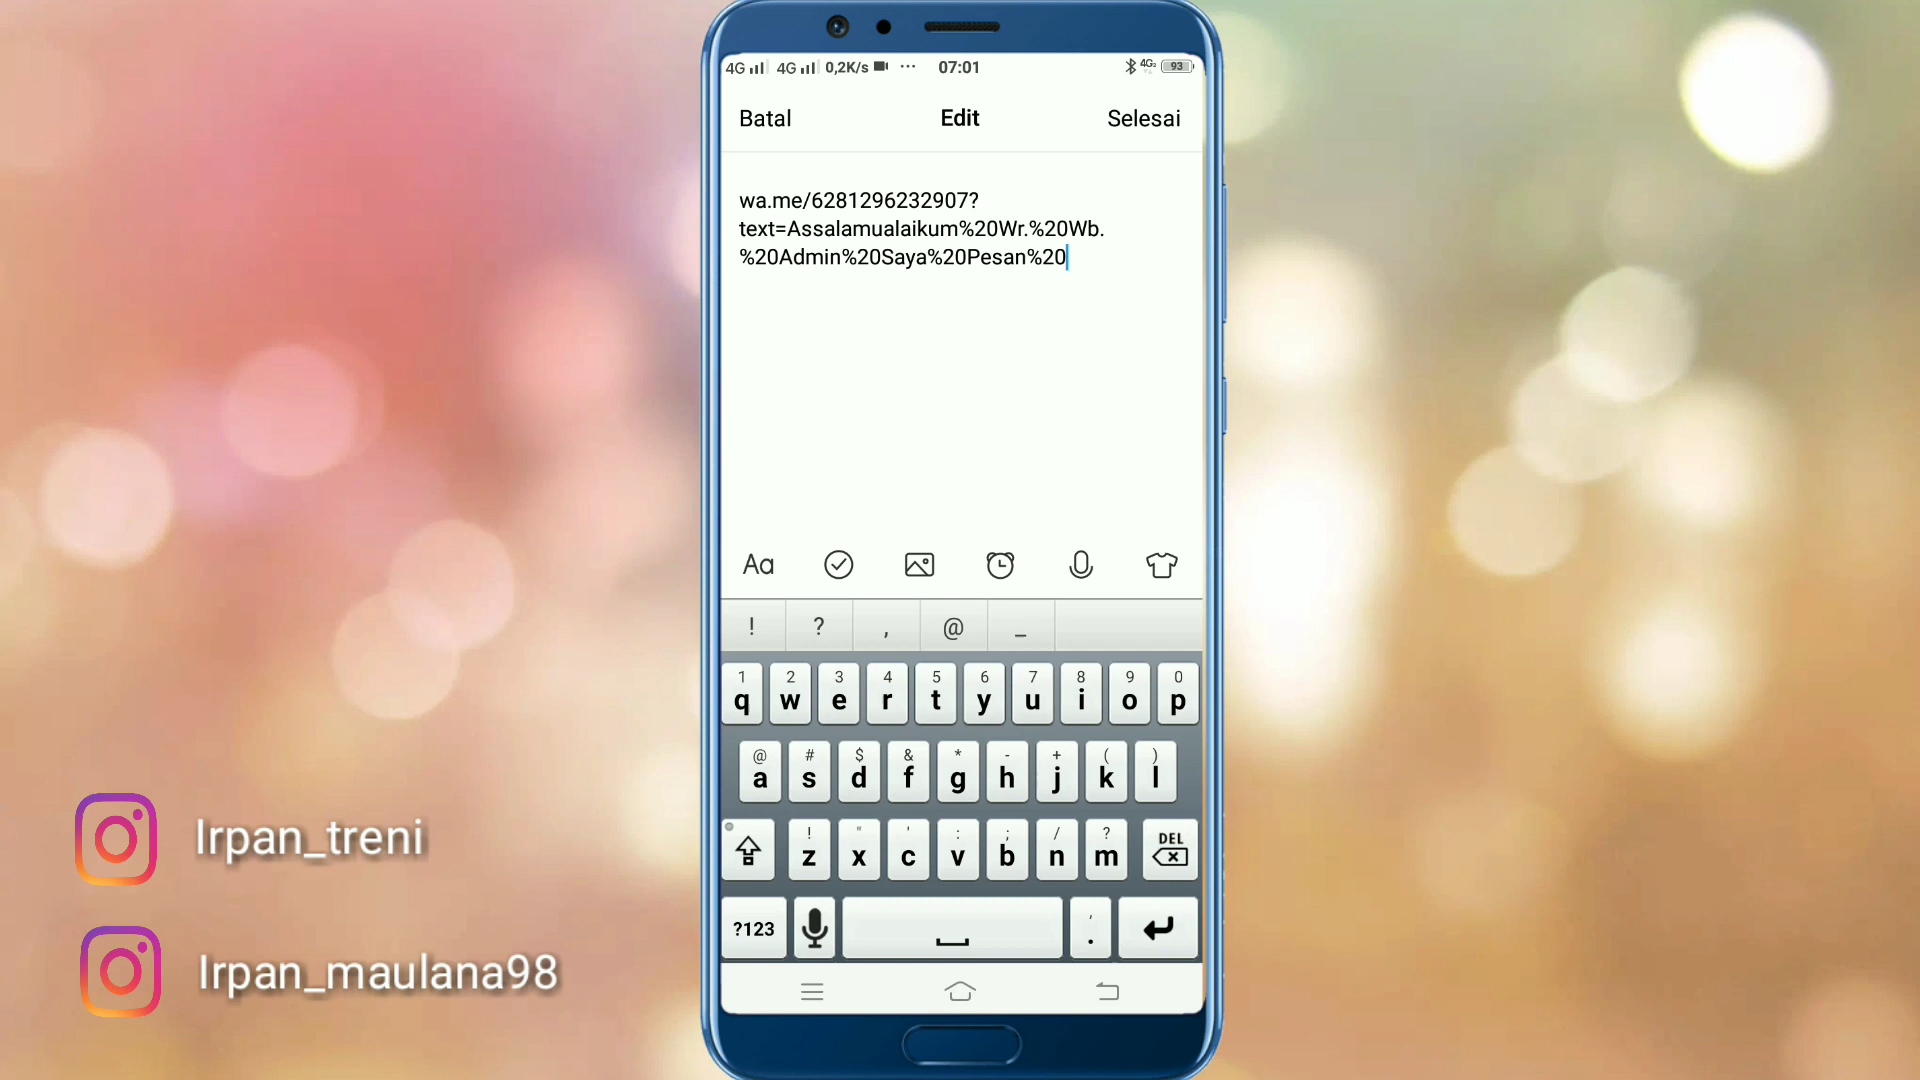 4G 4G 0,2K/s ... 07:01 4G 93
Batal Edit Selesai
wa.me/6281296232907?
text=Assalamualaikum%20Wr.%20Wb.
%20Admin%20Saya%20Pesan%20
Aa
! ? , @ _
1 2 3 4 5 6 7 8 9 0
q w e r t y u i o p
@ # $ & * - + ( )
a s d f g h j k l
! " ' : ; / ?
z x c v b n m DEL
?123 ' .
Irpan_treni
Irpan_maulana98